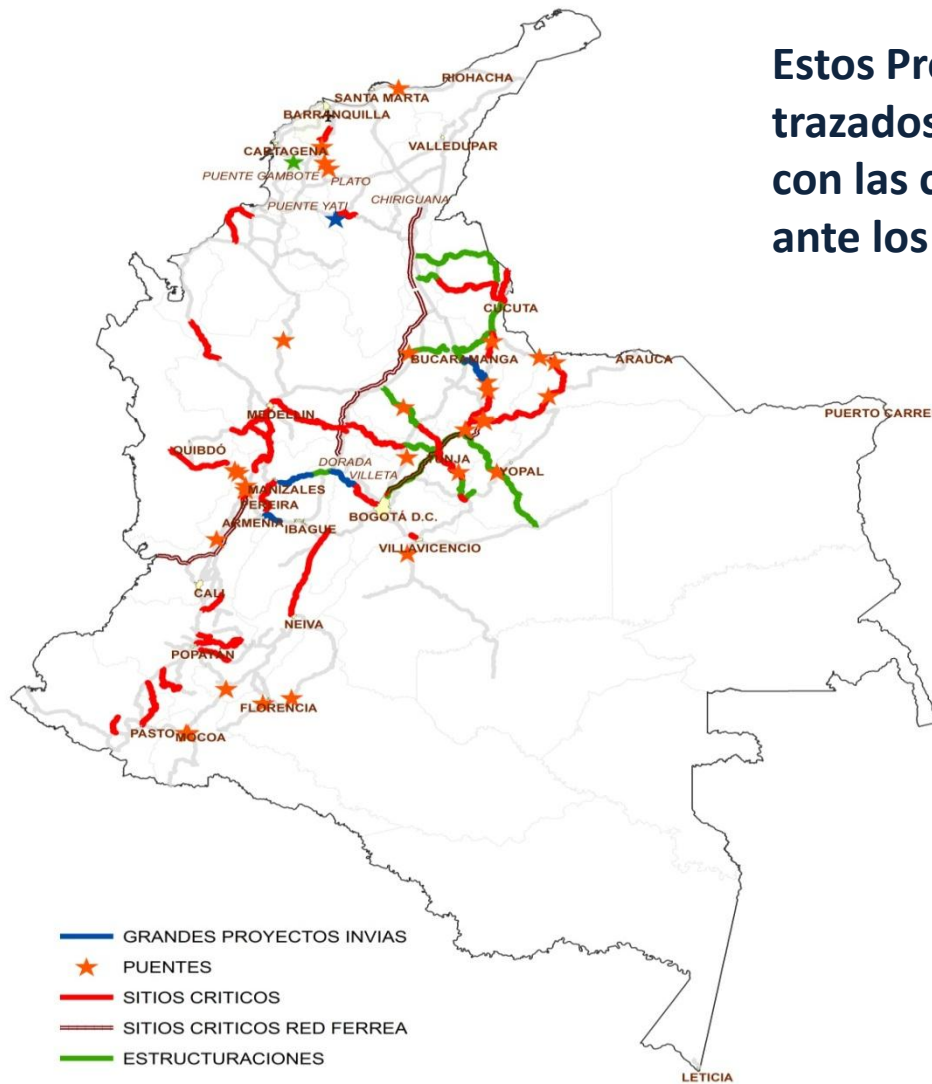 Estos Pr
trazados
con las
ante los
RIOHACHA
SANTA MARTA
BARRANQUILLA
VALLEDUPAR
CARTAGENA
PUENTE GAMBOTE
PLATO
CHIRIGUANA
PUENTE YATI
CUCUTA
BUCARAMANGA
ARAUCA
PUERTO CARRE
MEDELLIN
QUIBDÓ
TUNJA
YOPAL
DORADA
VILLETA
MANIZALES
PEREIRA
BOGOTÁ D.C.
ARMENIA
IBAGUE
VILLAVICENCIO
CALI
NEIVA
POPAYÁN
FLORENCIA
PASTO
MOCOA
GRANDES PROYECTOS INVIAS
PUENTES
SITIOS CRITICOS
SITIOS CRITICOS RED FERREA
ESTRUCTURACIONES
LETICIA